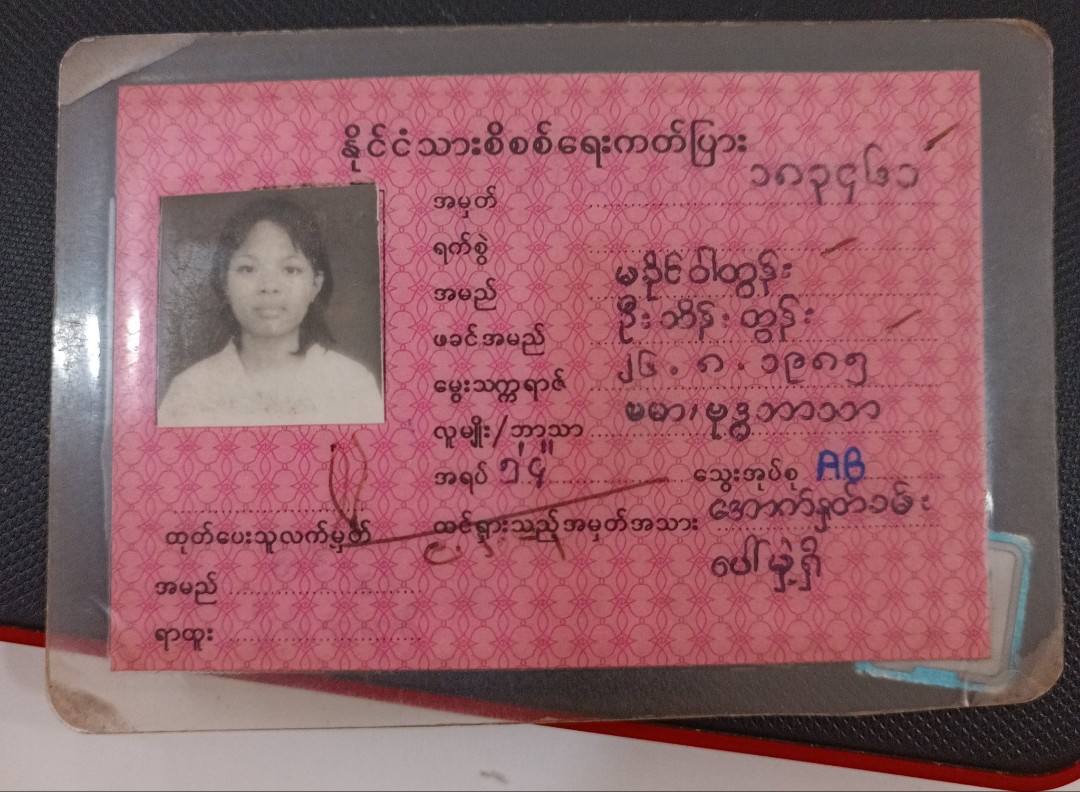 နိုင်ငံသားစိစစ်ရေးကတ်ပြား
အမှတ် ၁၈၃၄၆၁
ရက်စွဲ
အမည် မခိုင်ဝါထွန်း
ဖခင်အမည် ဦးသိန်းထွန်း
မွေးသက္ကရာဇ် ၂၆.၈.၁၉၈၅
လူမျိုး/ဘာသာ ဗမာ/ဗုဒ္ဓဘာသာ
အရပ် ၅'၄" သွေးအုပ်စု AB
ထင်ရှားသည့်အမှတ်အသား အောက်နှုတ်ခမ်း
ပေါ်မှဲ့ရှိ
ထုတ်ပေးသူလက်မှတ်
အမည်
ရာထူး